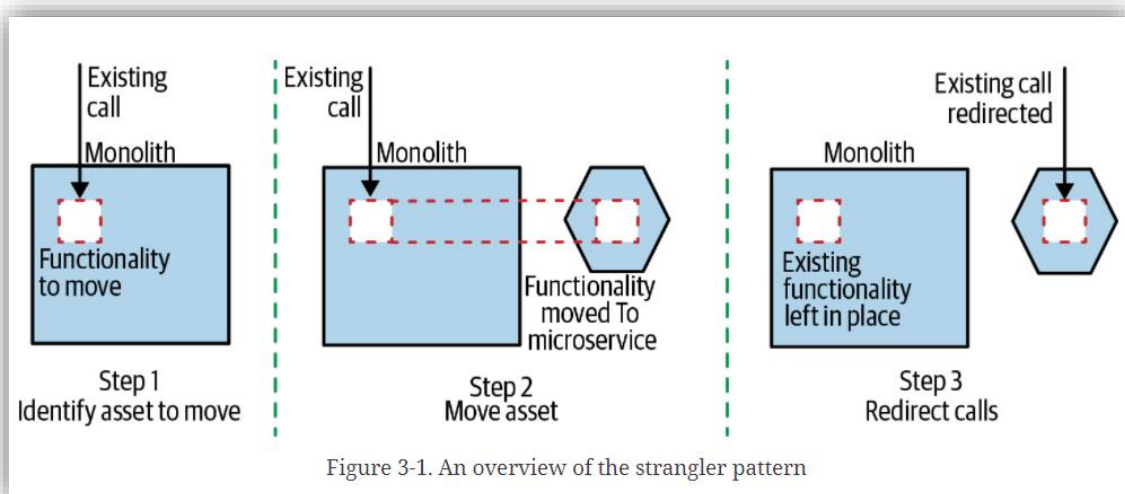 Existing
call
Monolith
Functionality
to move
Step 1
Identify asset to move
Existing
call
Monolith
Functionality
moved To
microservice
Step 2
Move asset
Existing call
redirected
Monolith
Existing
functionality
left in place
Step 3
Redirect calls
Figure 3-1. An overview of the strangler pattern